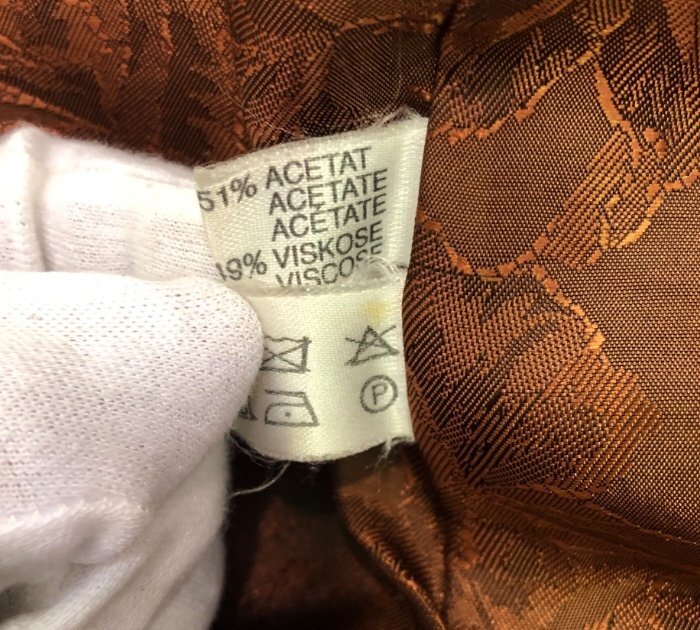 51% ACETAT
ACETATE
ACETATE
49% VISKOSE
VISCOSE
P